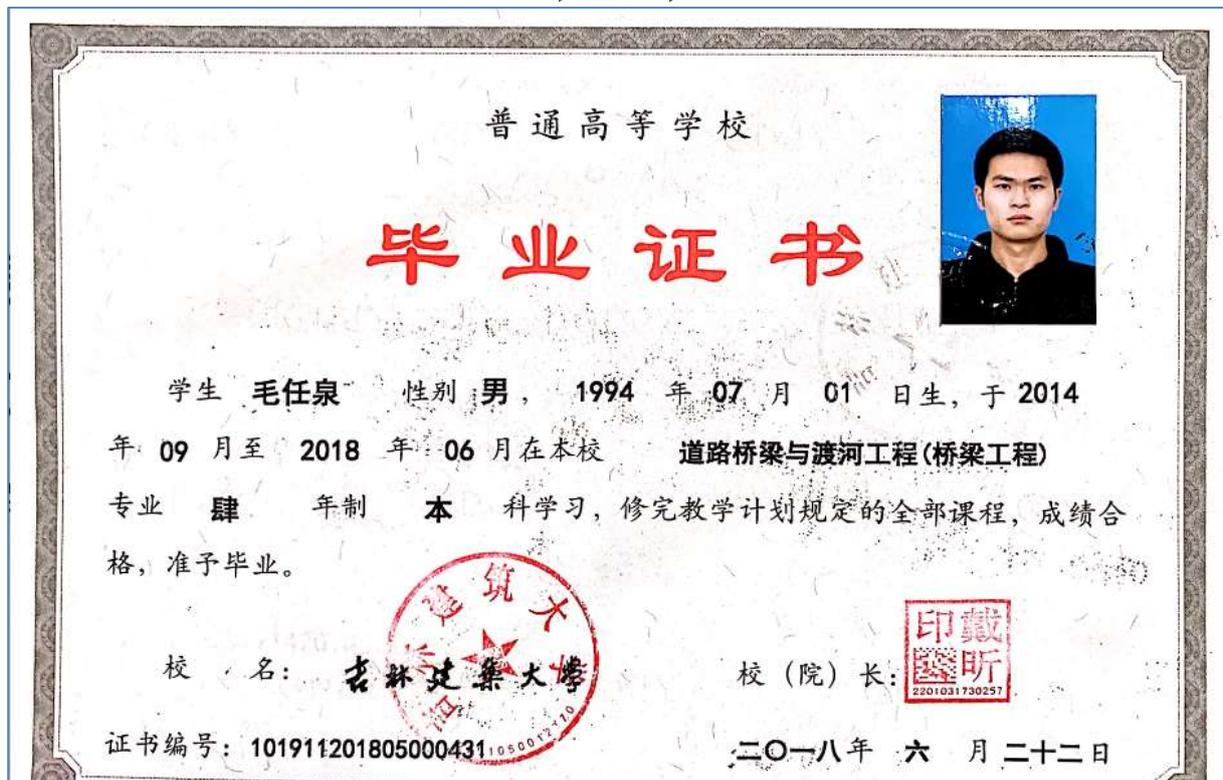 普通高等学校
毕业证书
学生 毛任泉 性别 男， 1994 年 07 月 01 日生，于 2014
年 09 月至 2018 年 06 月在本校 道路桥梁与渡河工程(桥梁工程)
专业 肆 年制 本 科学习，修完教学计划规定的全部课程，成绩合
格，准予毕业。
校 名： 吉林建筑大学
校（院）长：
印戴
昕
2201031730257
证书编号：101911201805000431
二〇一八年 六 月 二十二日